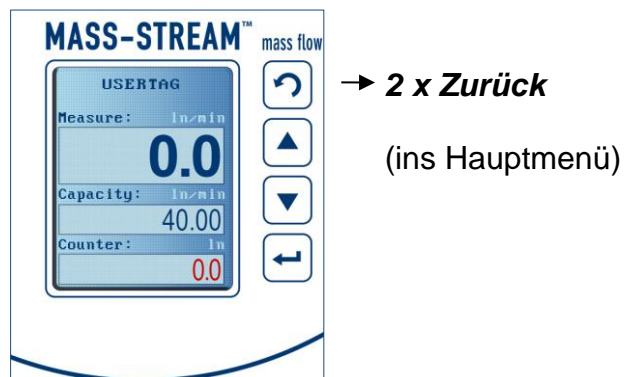 MASS-STREAM™ mass flow
USERTAG
Measure: ln/min
0.0
Capacity: ln/min
40.00
Counter: ln
0.0
2 x Zurück
(ins Hauptmenü)